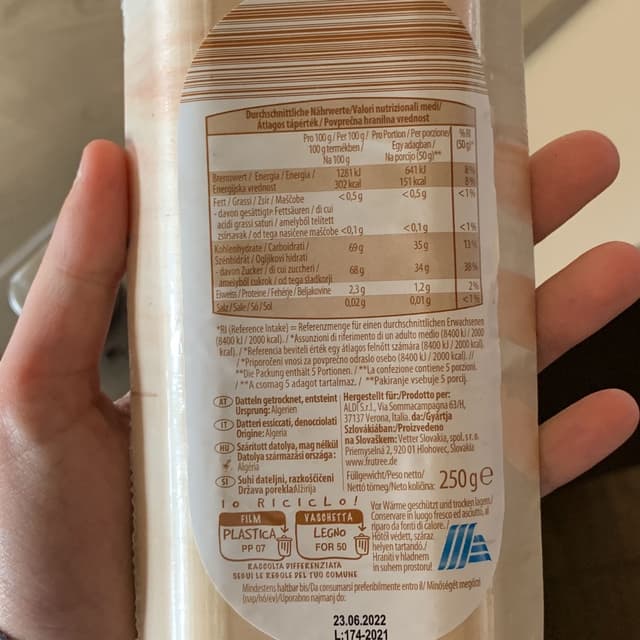 Durchschnittliche Nährwerte/Valori nutrizionali medi/
Átlagos tápérték/Povprečna hranilna vrednost
Pro 100 g/Per 100 g/ Pro Portion/Per porzione/ % RI
100 g termékben/ Egy adagban/ (50 g)*
Na 100 g Na porcijo (50 g)**
Brennwert / Energia / Energia / 1281 kJ 641 kJ 8%
Energijska vrednost 302 kcal 151 kcal 8%
Fett / Grassi / Zsír / Maščobe <0,5 g <0,5 g <1%
- davon gesättigte Fettsäuren / di cui
acidi grassi saturi / amelyből telített
zsírsavak / od tega nasičene maščobe <0,1 g <0,1 g <1%
Kohlenhydrate / Carboidrati / 69 g 35 g 13%
Szénhidrát / Ogljikovi hidrati
- davon Zucker / di cui zuccheri / 68 g 34 g 38%
amelyből cukrok / od tega sladkorji
Eiweiss / Proteine / Fehérje / Beljakovine 2,3 g 1,2 g 2%
Salz / Sale / Só / Sol 0,02 g 0,01 g <1%
*RI (Reference Intake) = Referenzmenge für einen durchschnittlichen Erwachsenen
(8400 kJ / 2000 kcal). / *Assunzioni di riferimento di un adulto medio (8400 kJ / 2000
kcal). / *Referencia beviteli érték egy átlagos felnőtt számára (8400 kJ / 2000 kcal).
/ *Priporočeni vnosi za povprečno odraslo osebo (8400 kJ / 2000 kcal). //
**Die Packung enthält 5 Portionen. / **La confezione contiene 5 porzioni.
/ **A csomag 5 adagot tartalmaz. / **Pakiranje vsebuje 5 porcij.
AT Datteln getrocknet, entsteint
Ursprung: Algerien
IT Datteri essiccati, denocciolati
Origine: Algeria
HU Szárított datolya, mag nélkül
Datolya származási országa:
Algéria
SI Suhi dateljni, razkoščičeni
Država porekla: Alžirija
Hergestellt für:/Prodotto per:
ALDI S.r.l., Via Sommacampagna 63/H,
37137 Verona, Italia. da:/Gyártja
Szlovákiában:/Proizvedeno
na Slovaškem: Vetter Slovakia, spol. s r. o.
Priemyselná 2, 920 01 Hlohovec, Slovakia
www.frutree.de
Füllgewicht/Peso netto/
Nettó tömeg/Neto količina: 250 g e
IO RICICLO!
FILM
PLASTICA
PP 07
VASCHETTA
LEGNO
FOR 50
RACCOLTA DIFFERENZIATA
SEGUI LE REGOLE DEL TUO COMUNE
Vor Wärme geschützt und trocken lagern./
Conservare in luogo fresco ed asciutto, al
riparo da fonti di calore./
Hőtől védett, száraz
helyen tartandó./
Hraniti v hladnem
in suhem prostoru!
Mindestens haltbar bis/Da consumarsi preferibilmente entro il/ Minőségét megőrzi
(nap/hó/év)/Uporabno najmanj do:
23.06.2022
L:174-2021